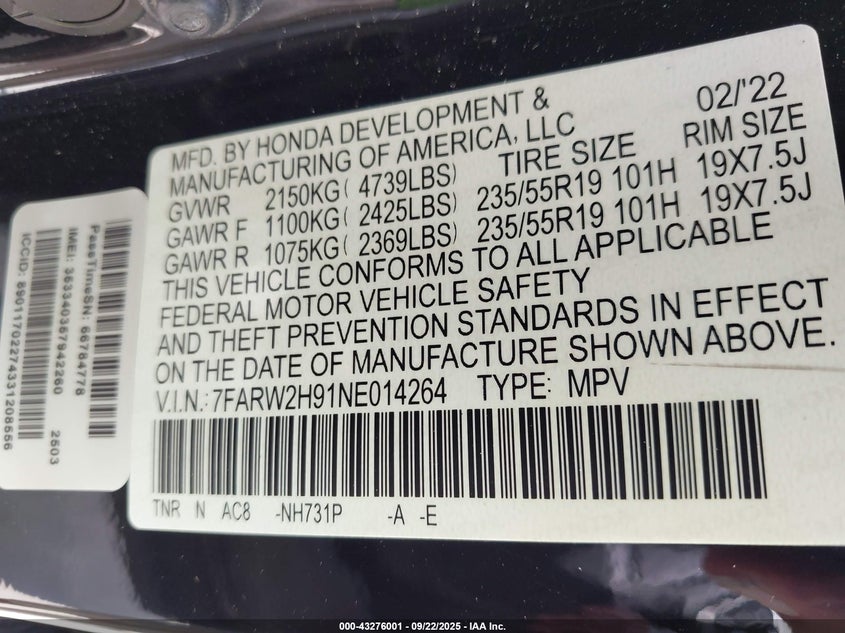 MFD. BY HONDA DEVELOPMENT & 02/'22
MANUFACTURING OF AMERICA, LLC
TIRE SIZE RIM SIZE
GVWR 2150KG( 4739LBS)
GAWR F 1100KG( 2425LBS) 235/55R19 101H 19X7.5J
GAWR R 1075KG( 2369LBS) 235/55R19 101H 19X7.5J
THIS VEHICLE CONFORMS TO ALL APPLICABLE
FEDERAL MOTOR VEHICLE SAFETY
AND THEFT PREVENTION STANDARDS IN EFFECT
ON THE DATE OF MANUFACTURE SHOWN ABOVE.
V.I.N.: 7FARW2H91NE014264 TYPE: MPV
TNR N AC8 -NH731P -A -E
PassTimeSN: 66784778
IMEI: 353340357942260 2503
ICCID: 89011702274331208556
000-43276001 - 09/22/2025 - IAA Inc.